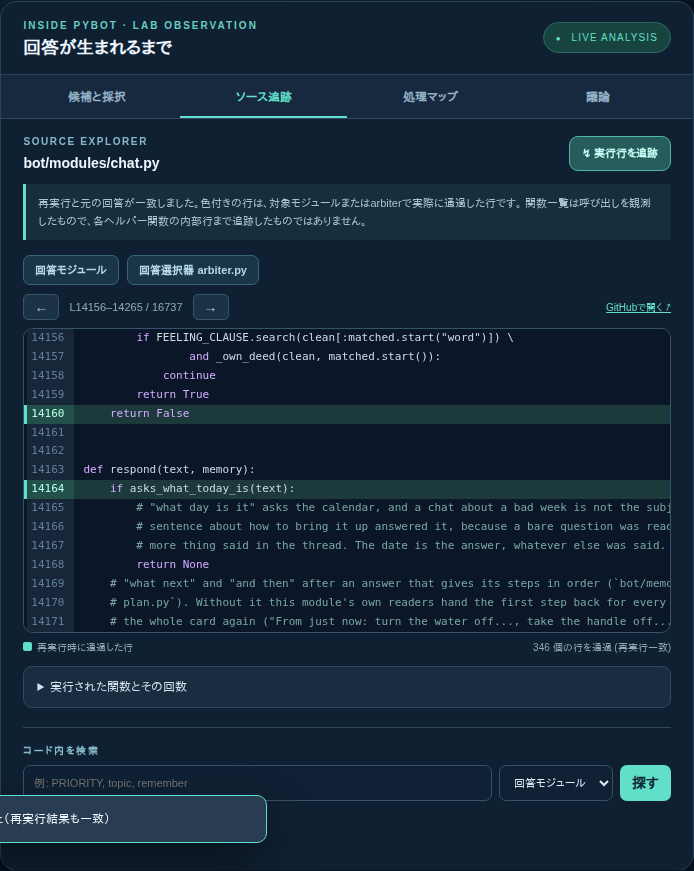 INSIDE PYBOT · LAB OBSERVATION
回答が生まれるまで
● LIVE ANALYSIS
候補と採択 ソース追跡 処理マップ 議論
SOURCE EXPLORER
bot/modules/chat.py
↯ 実行行を追跡
再実行と元の回答が一致しました。色付きの行は、対象モジュールまたはarbiterで実際に通過した行です。関数一覧は呼び出しを観測
したもので、各ヘルパー関数の内部行まで追跡したものではありません。
回答モジュール 回答選択器 arbiter.py
← L14156–14265 / 16737 → GitHubで開く↗
14156 if FEELING_CLAUSE.search(clean[:matched.start("word")]) \
14157 and _own_deed(clean, matched.start()):
14158 continue
14159 return True
14160 return False
14161
14162
14163 def respond(text, memory):
14164 if asks_what_today_is(text):
14165 # "what day is it" asks the calendar, and a chat about a bad week is not the
14166 # sentence about how to bring it up answered it, because a bare question was
14167 # more thing said in the thread. The date is the answer, whatever else was said.
14168 return None
14169 # "what next" and "and then" after an answer that gives its steps in order
14170 # plan.py`). Without it this module's own readers hand the first step back for every
14171 # the whole card again ("From just now: turn the water off..., take the handle off...
再実行時に通過した行 346 個の行を通過 (再実行一致)
▶ 実行された関数とその回数
コード内を検索
例: PRIORITY, topic, remember 回答モジュール 探す
（再実行結果も一致）